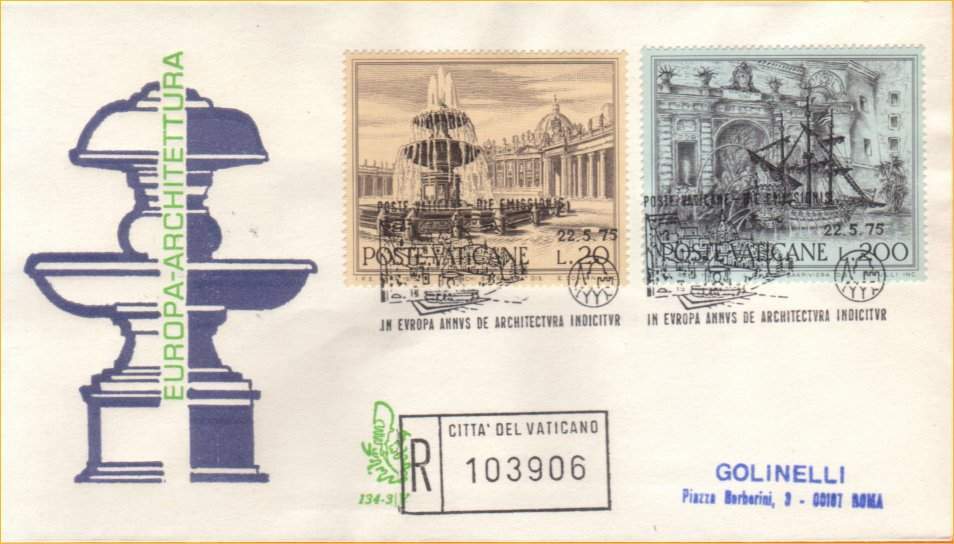 EUROPA-ARCHITETTURA
POSTE VATICANE L. 20
POSTE VATICANE L. 200
POSTE VATICANE - DIE EMISSIONIS
22.5.75
IN EVROPA ANNVS DE ARCHITECTVRA INDICITVR
POSTE VATICANE - DIE EMISSIONIS
22.5.75
IN EVROPA ANNVS DE ARCHITECTVRA INDICITVR
134-3
R
CITTA' DEL VATICANO
103906
GOLINELLI
Piazza Barberini, 3 - 00187 ROMA